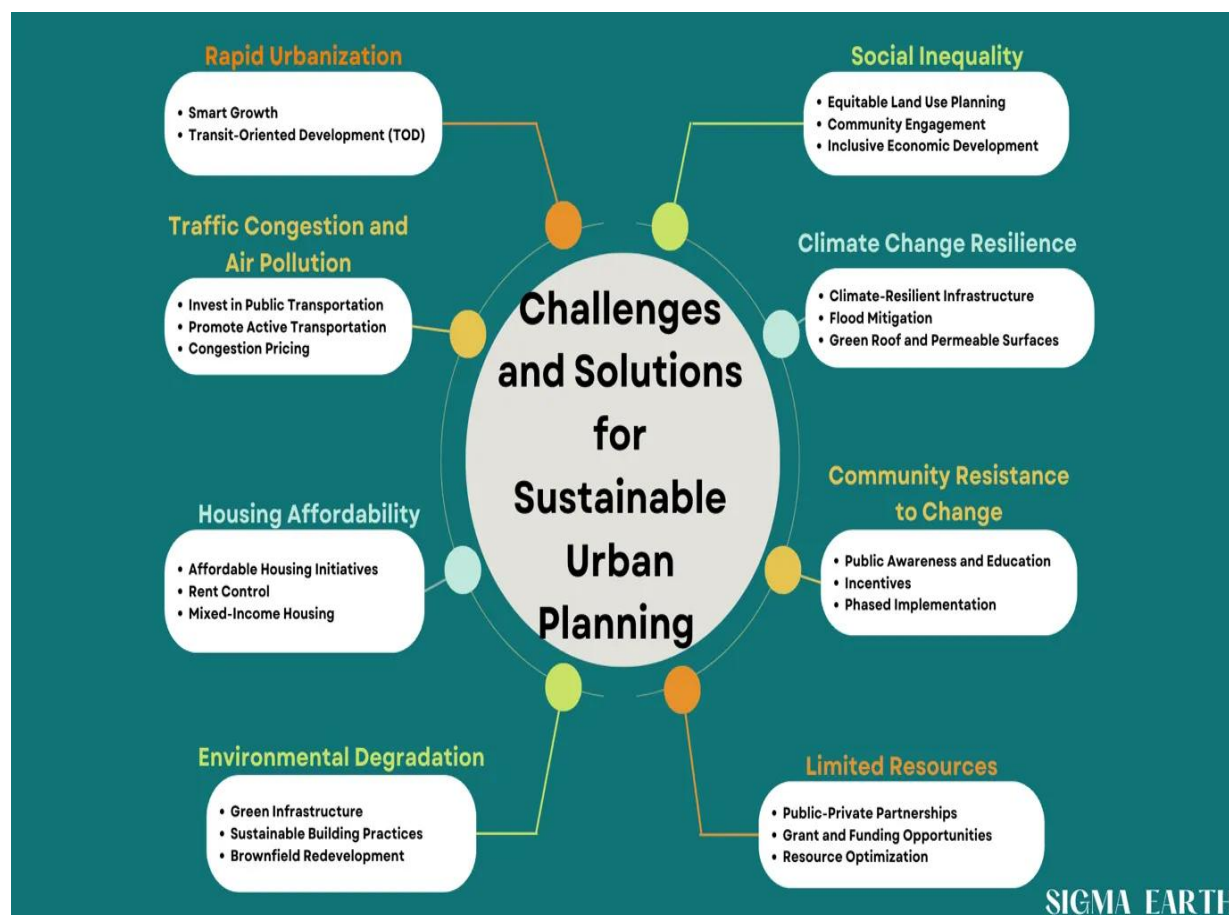 Rapid Urbanization
• Smart Growth
• Transit-Oriented Development (TOD)
Traffic Congestion and
Air Pollution
• Invest in Public Transportation
• Promote Active Transportation
• Congestion Pricing
Housing Affordability
• Affordable Housing Initiatives
• Rent Control
• Mixed-Income Housing
Environmental Degradation
• Green Infrastructure
• Sustainable Building Practices
• Brownfield Redevelopment
Challenges
and Solutions
for
Sustainable
Urban
Planning
Social Inequality
• Equitable Land Use Planning
• Community Engagement
• Inclusive Economic Development
Climate Change Resilience
• Climate-Resilient Infrastructure
• Flood Mitigation
• Green Roof and Permeable Surfaces
Community Resistance
to Change
• Public Awareness and Education
• Incentives
• Phased Implementation
Limited Resources
• Public-Private Partnerships
• Grant and Funding Opportunities
• Resource Optimization
SIGMA EARTH